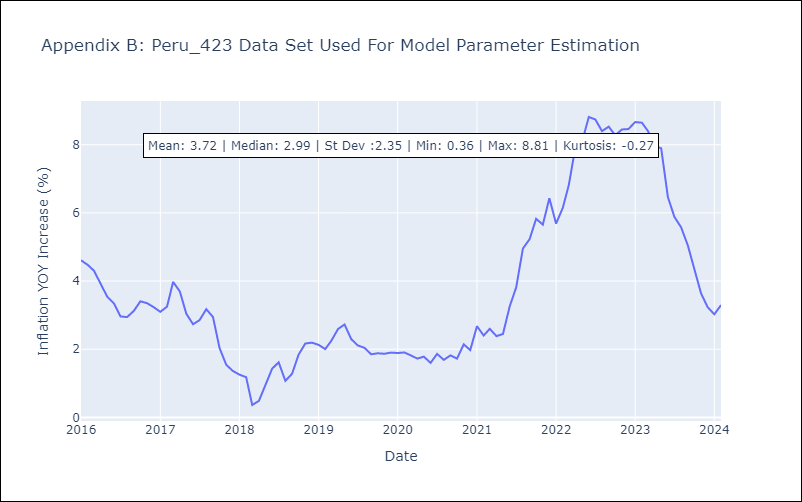 Appendix B: Peru_423 Data Set Used For Model Parameter Estimation
Mean: 3.72 | Median: 2.99 | St Dev :2.35 | Min: 0.36 | Max: 8.81 | Kurtosis: -0.27
Inflation YOY Increase (%)
8
6
4
2
0
2016 2017 2018 2019 2020 2021 2022 2023 2024
Date